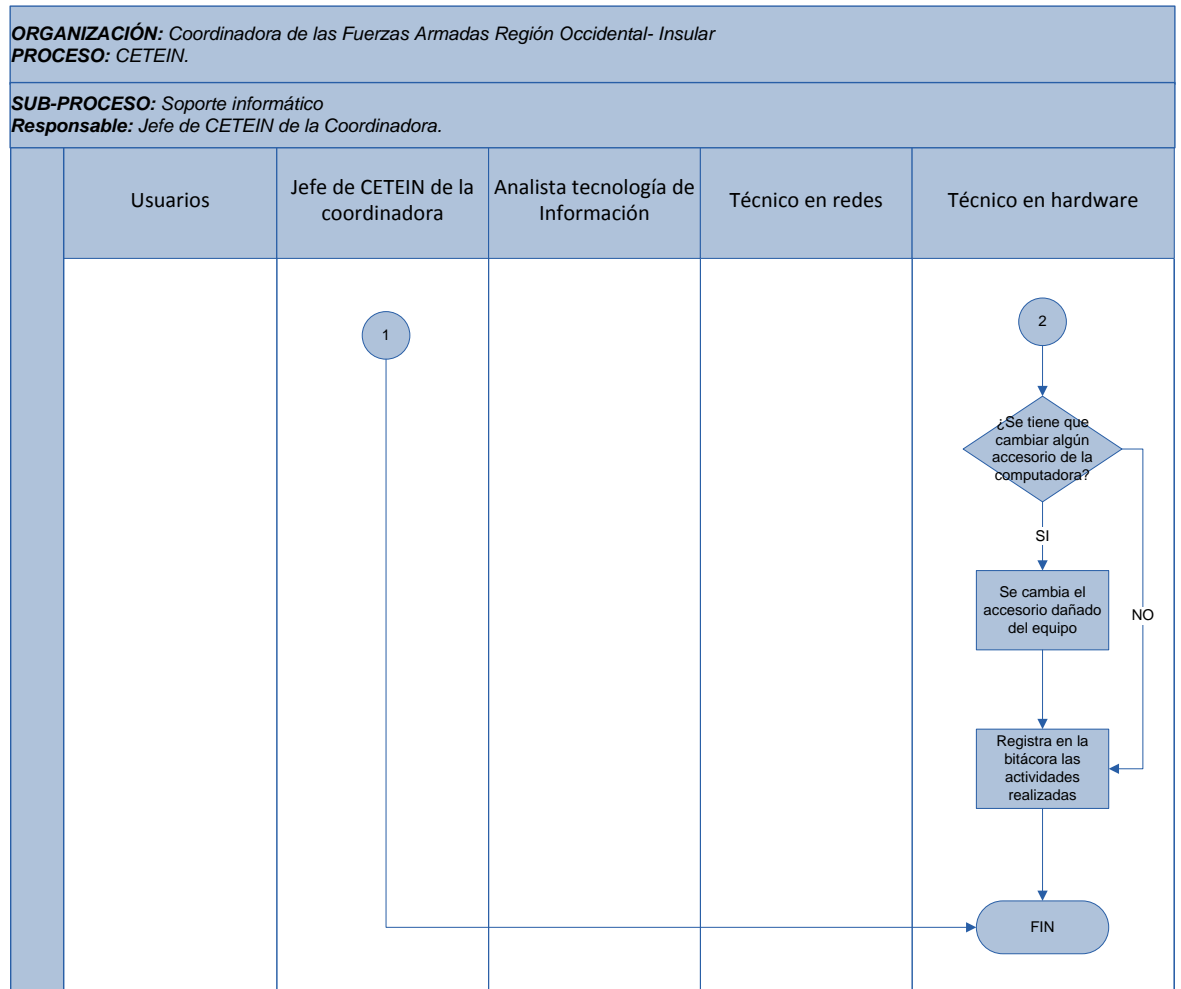 ORGANIZACIÓN: Coordinadora de las Fuerzas Armadas Región Occidental- Insular
PROCESO: CETEIN.
SUB-PROCESO: Soporte informático
Responsable: Jefe de CETEIN de la Coordinadora.
Usuarios
Jefe de CETEIN de la
coordinadora
Analista tecnología de
Información
Técnico en redes
Técnico en hardware
1
2
¿Se tiene que
cambiar algún
accesorio de la
computadora?
SI
Se cambia el
accesorio dañado
del equipo
NO
Registra en la
bitácora las
actividades
realizadas
FIN